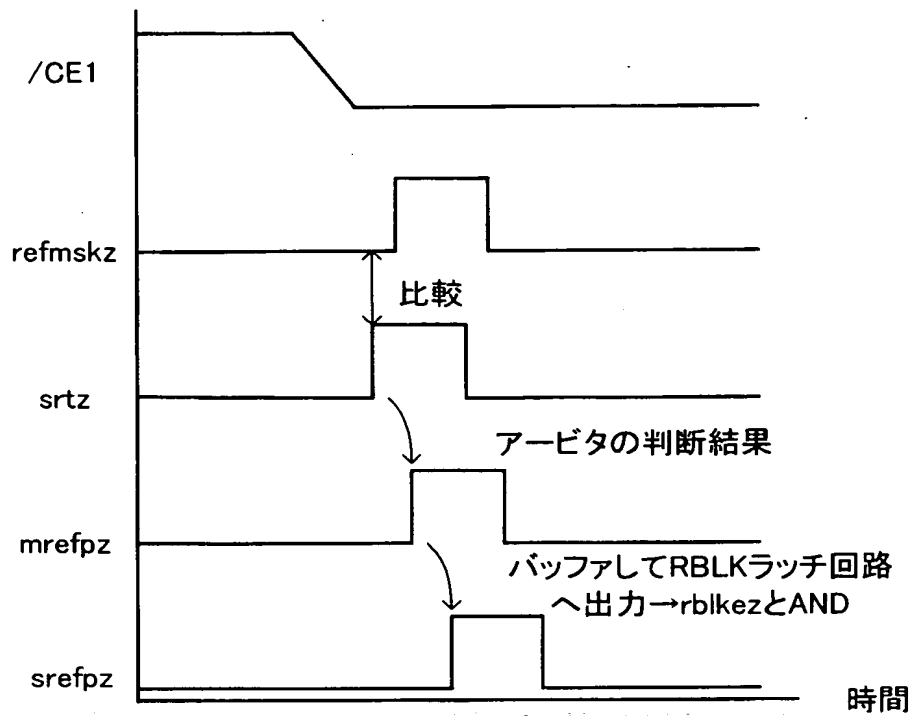 /CE1
refmskz
比較
srtz
アービタの判断結果
mrefpz
バッファしてRBLKラッチ回路
へ出力→rblkezとAND
srefpz
時間